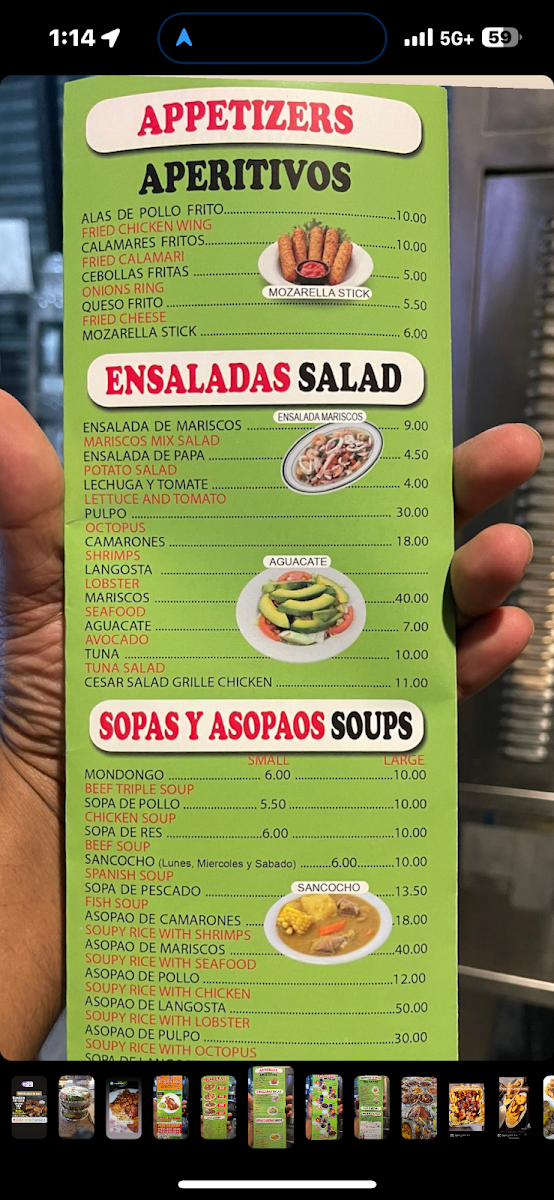 1:14
5G+ 59
APPETIZERS
APERITIVOS
ALAS DE POLLO FRITO 10.00
FRIED CHICKEN WING
CALAMARES FRITOS 10.00
FRIED CALAMARI
CEBOLLAS FRITAS 5.00
ONIONS RING
QUESO FRITO 5.50
FRIED CHEESE
MOZARELLA STICK 6.00
MOZARELLA STICK
ENSALADAS SALAD
ENSALADA MARISCOS
ENSALADA DE MARISCOS 9.00
MARISCOS MIX SALAD
ENSALADA DE PAPA 4.50
POTATO SALAD
LECHUGA Y TOMATE 4.00
LETTUCE AND TOMATO
PULPO 30.00
OCTOPUS
CAMARONES 18.00
SHRIMPS
LANGOSTA
LOBSTER
AGUACATE
MARISCOS 40.00
SEAFOOD
AGUACATE 7.00
AVOCADO
TUNA 10.00
TUNA SALAD
CESAR SALAD GRILLE CHICKEN 11.00
SOPAS Y ASOPAOS SOUPS
SMALL LARGE
MONDONGO 6.00 10.00
BEEF TRIPLE SOUP
SOPA DE POLLO 5.50 10.00
CHICKEN SOUP
SOPA DE RES 6.00 10.00
BEEF SOUP
SANCOCHO (Lunes, Miercoles y Sabado) 6.00 10.00
SPANISH SOUP
SOPA DE PESCADO 13.50
FISH SOUP
SANCOCHO
ASOPAO DE CAMARONES 18.00
SOUPY RICE WITH SHRIMPS
ASOPAO DE MARISCOS 40.00
SOUPY RICE WITH SEAFOOD
ASOPAO DE POLLO 12.00
SOUPY RICE WITH CHICKEN
ASOPAO DE LANGOSTA 50.00
SOUPY RICE WITH LOBSTER
ASOPAO DE PULPO 30.00
SOUPY RICE WITH OCTOPUS